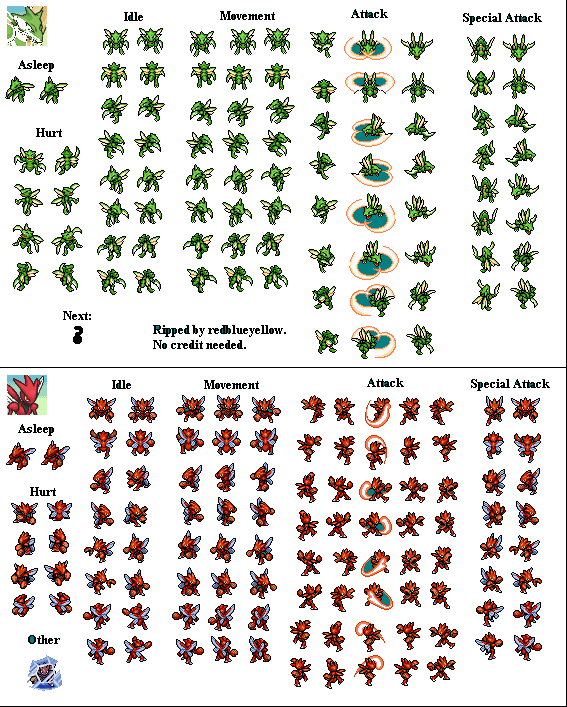 Idle
Movement
Attack
Special Attack
Asleep
Hurt
Next:
?
Ripped by redblueyellow.
No credit needed.
Idle
Movement
Attack
Special Attack
Asleep
Hurt
Other